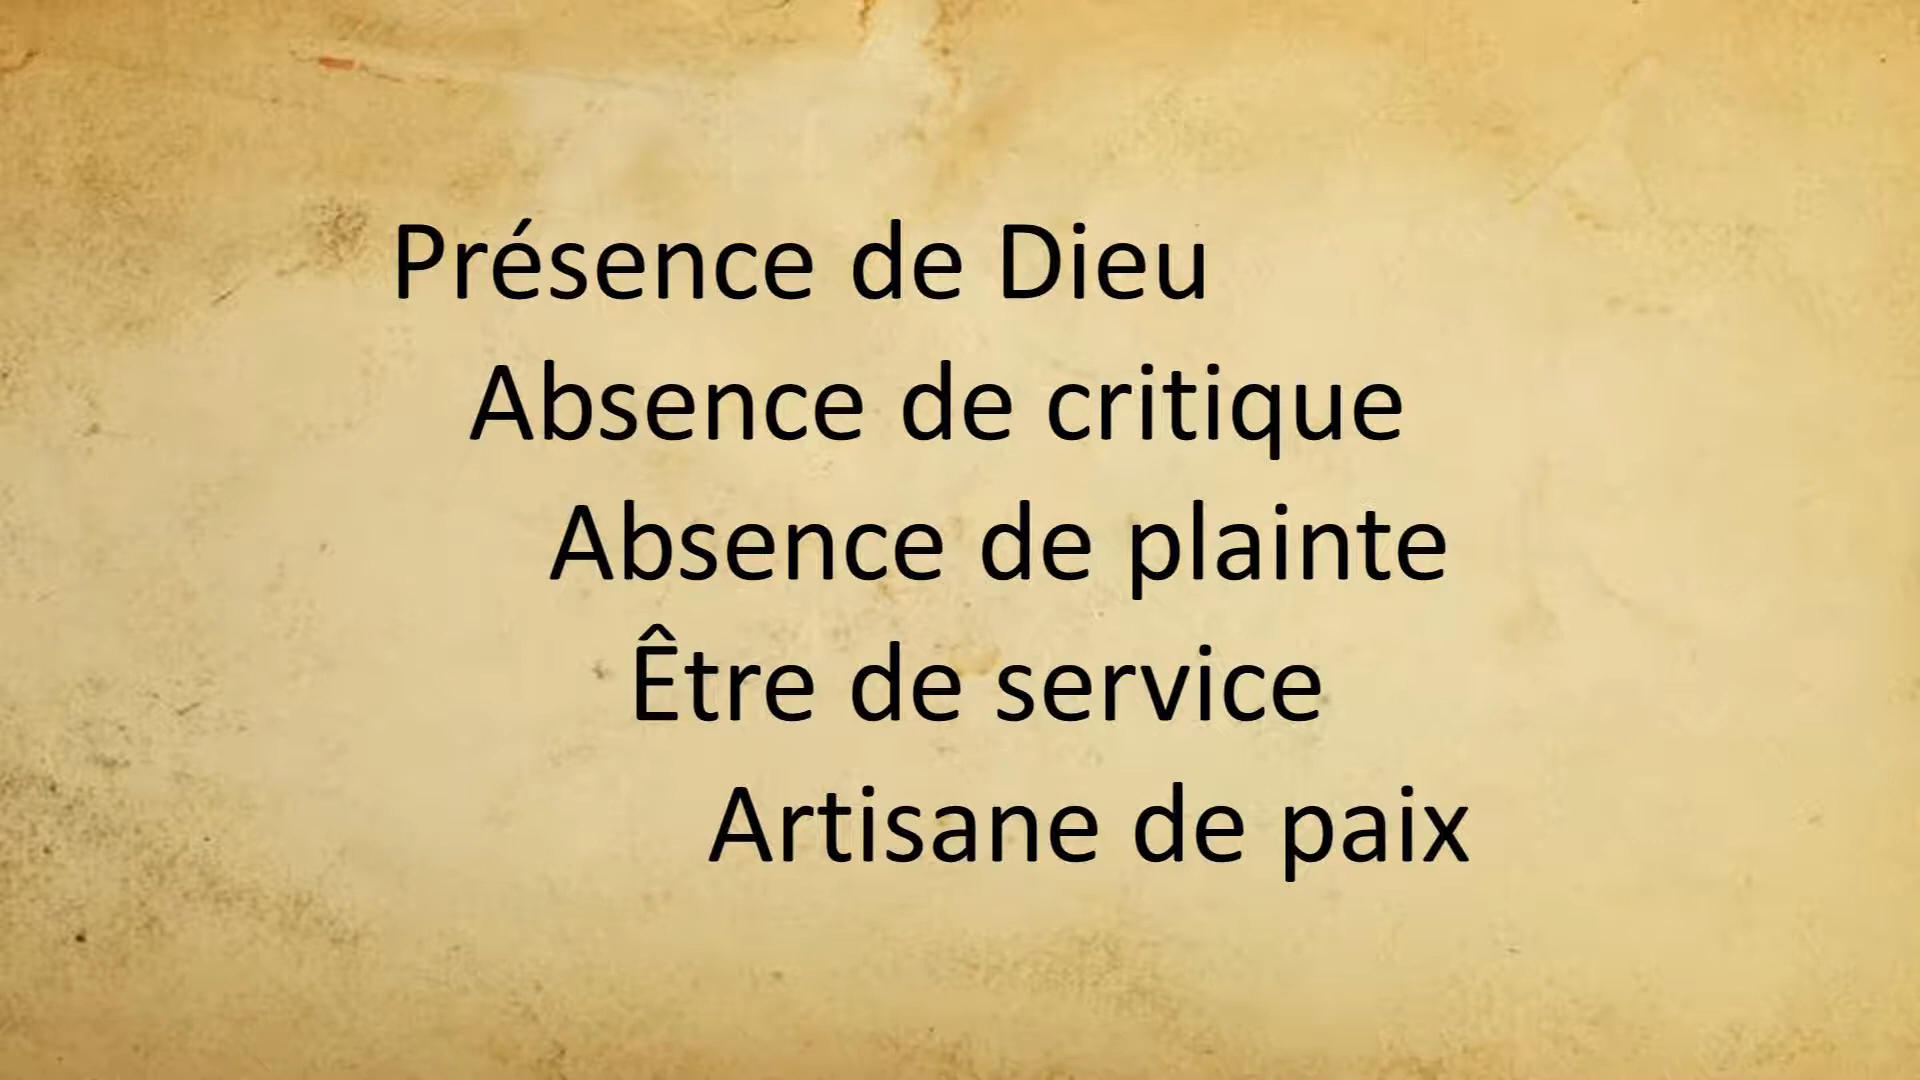 Présence de Dieu
Absence de critique
Absence de plainte
Être de service
Artisane de paix